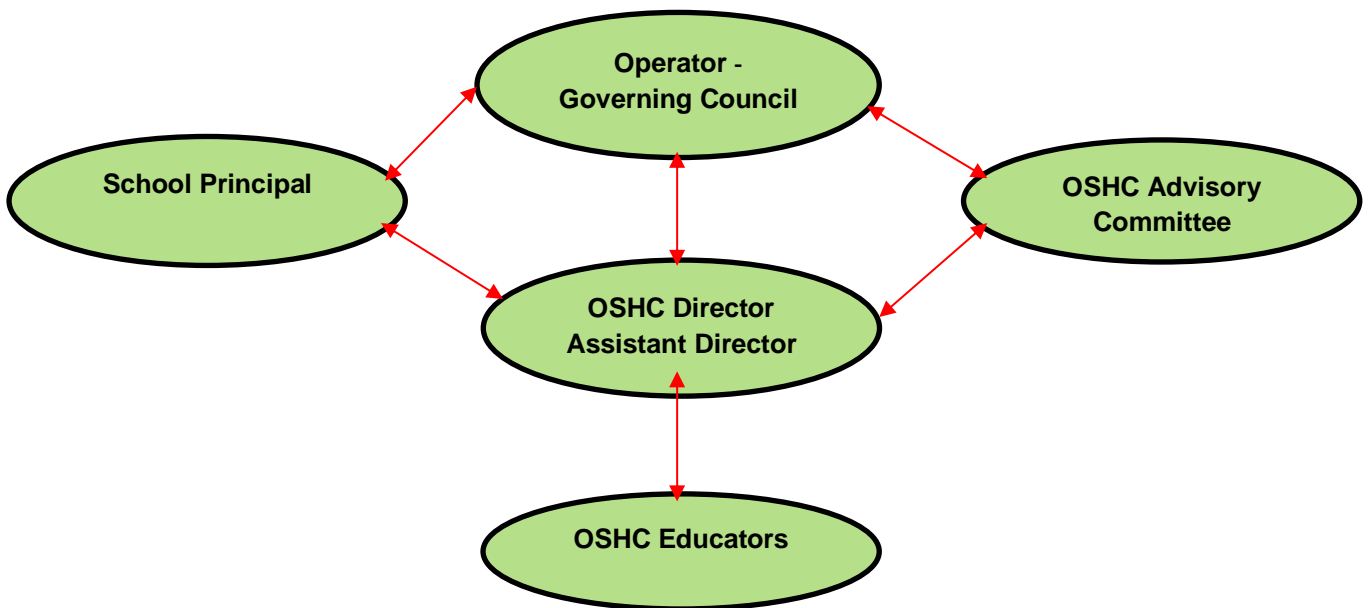 Operator -
Governing Council
School Principal
OSHC Advisory
Committee
OSHC Director
Assistant Director
OSHC Educators